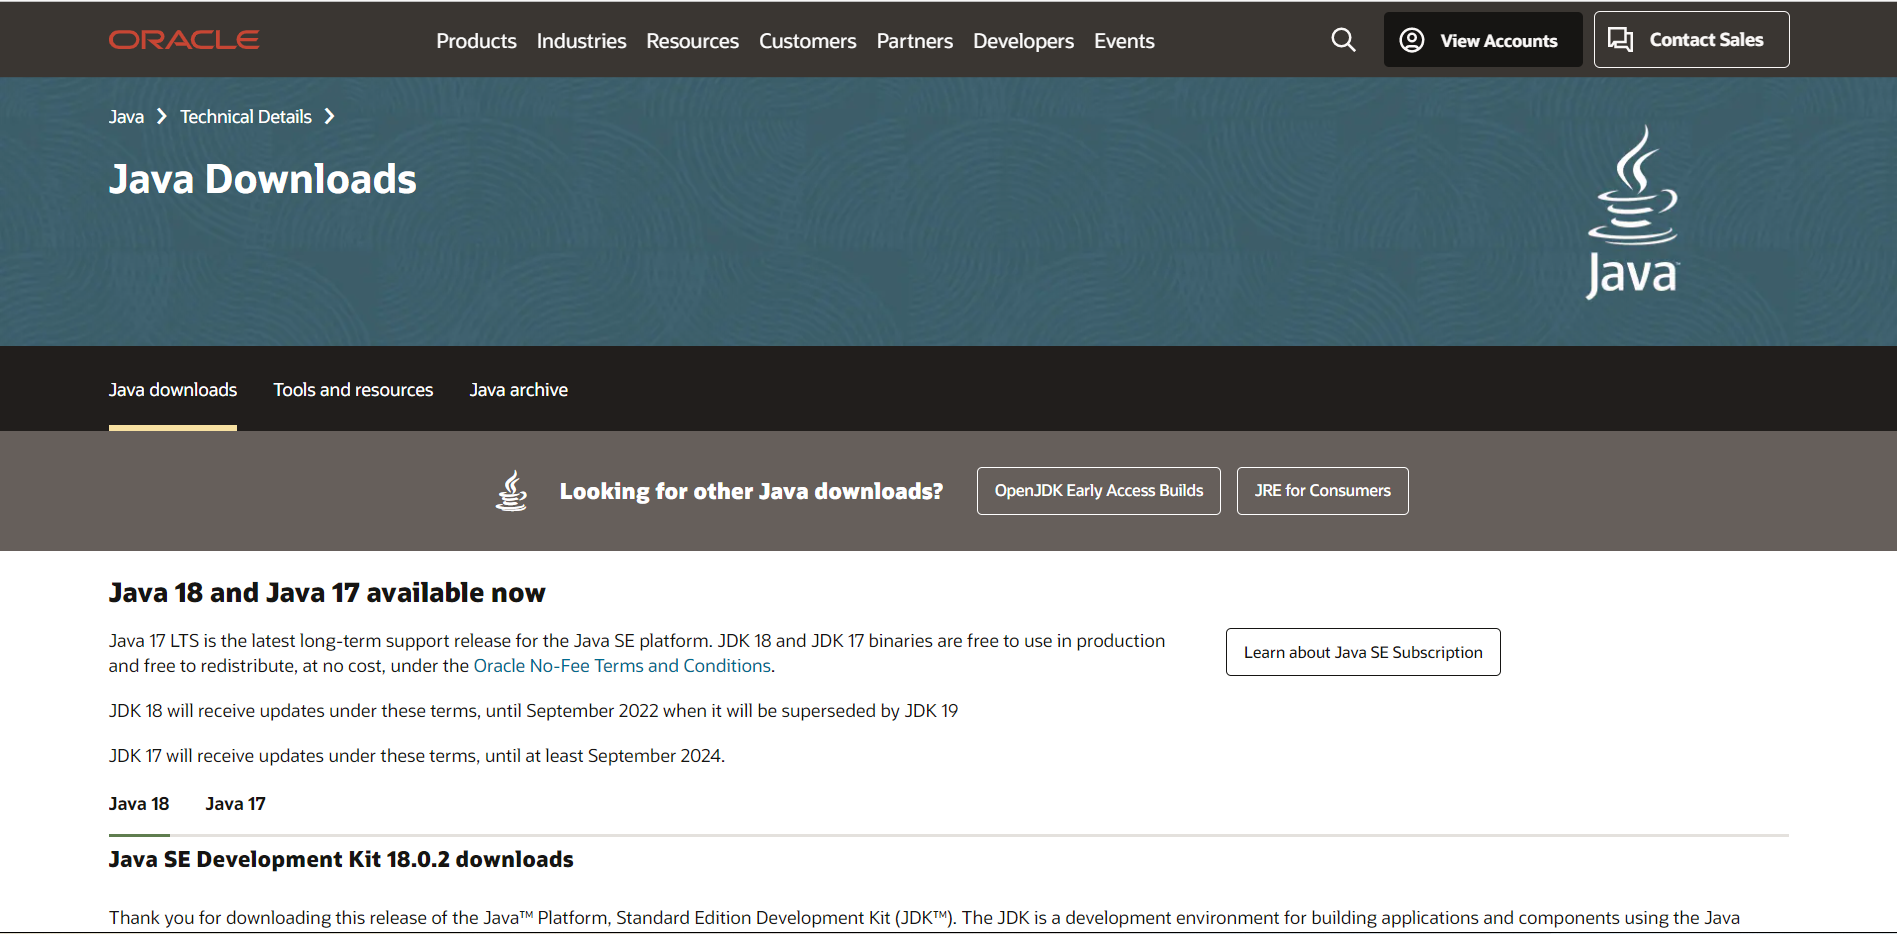 ORACLE
Products Industries Resources Customers Partners Developers Events
View Accounts
Contact Sales
Java
Technical Details
Java Downloads
Java™
Java downloads Tools and resources Java archive
Looking for other Java downloads?
OpenJDK Early Access Builds
JRE for Consumers
Java 18 and Java 17 available now
Java 17 LTS is the latest long-term support release for the Java SE platform. JDK 18 and JDK 17 binaries are free to use in production
and free to redistribute, at no cost, under the Oracle No-Fee Terms and Conditions.
Learn about Java SE Subscription
JDK 18 will receive updates under these terms, until September 2022 when it will be superseded by JDK 19
JDK 17 will receive updates under these terms, until at least September 2024.
Java 18 Java 17
Java SE Development Kit 18.0.2 downloads
Thank you for downloading this release of the Java™ Platform, Standard Edition Development Kit (JDK™). The JDK is a development environment for building applications and components using the Java